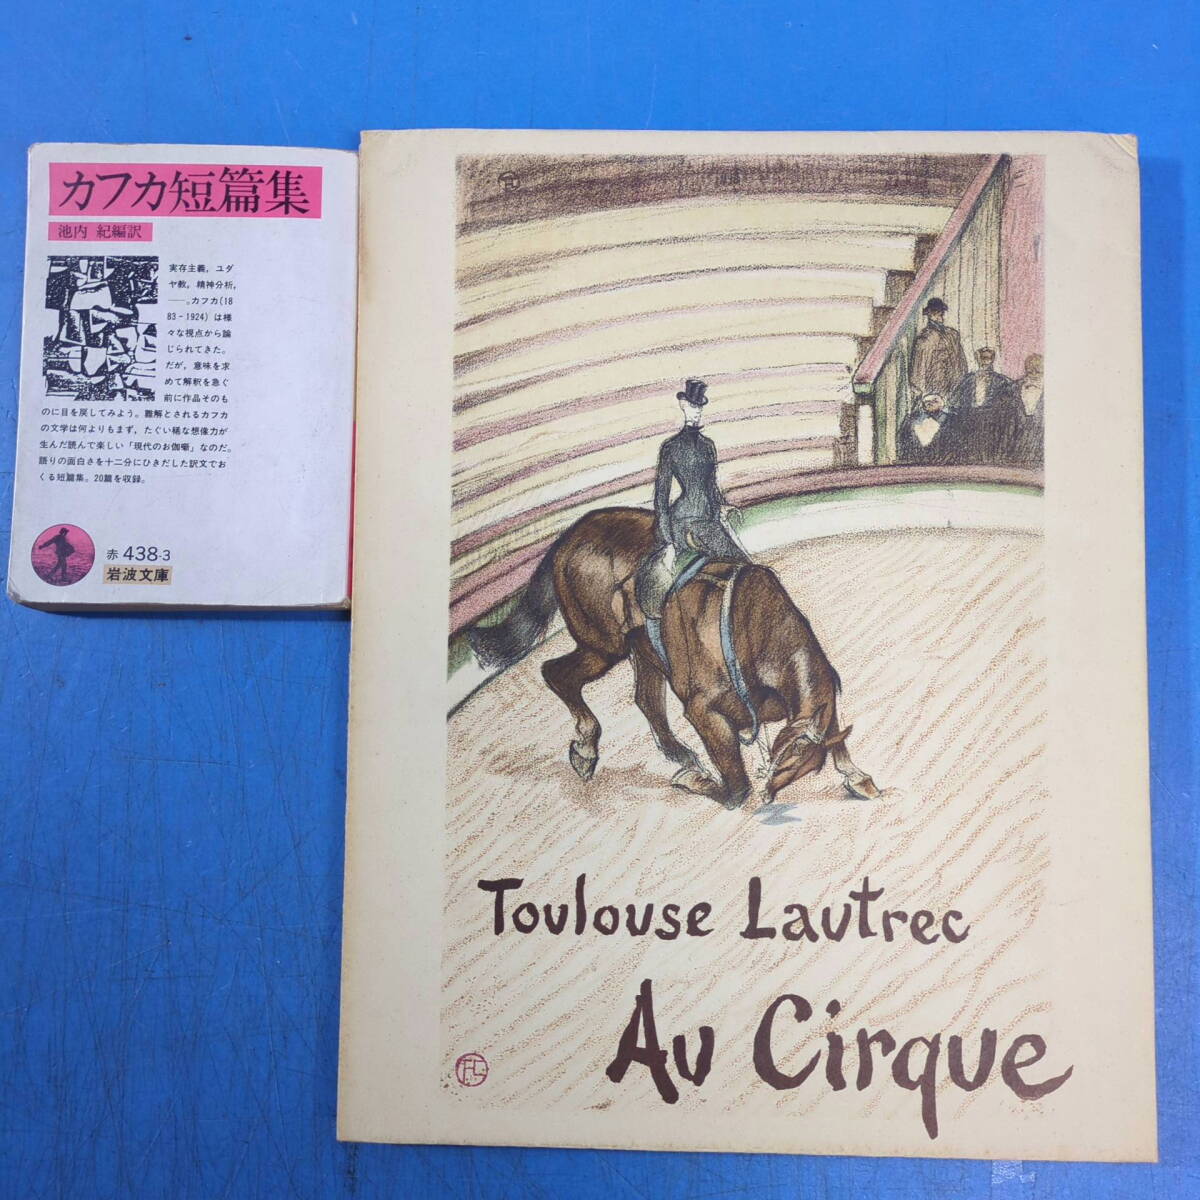 カフカ短篇集
池内 紀編訳
実存主義，ユダ
ヤ教，精神分析，
──。カフカ(18
83－1924)は様
々な視点から論
じられてきた。
だが，意味を求
めて解釈を急ぐ
前に作品そのも
のに目を戻してみよう。難解とされるカフカ
の文学は何よりもまず，たぐい稀な想像力が
生んだ読んで楽しい「現代のお伽噺」なのだ。
語りの面白さを十二分にひきだした訳文でお
くる短篇集。20篇を収録。
赤 438-3
岩波文庫
Toulouse Lautrec
Au Cirque